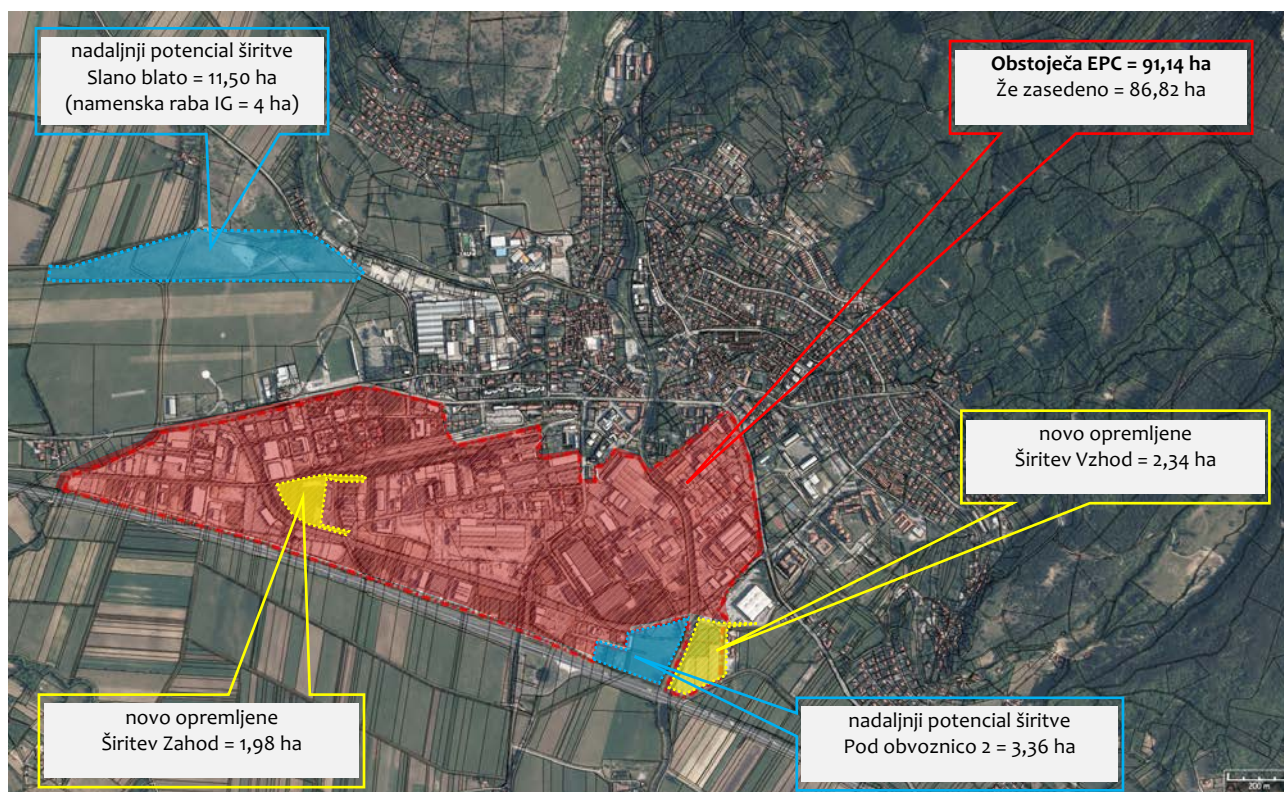 nadaljnji potencial širitve
Slano blato = 11,50 ha
(namenska raba IG = 4 ha)
Obstoječa EPC = 91,14 ha
Že zasedeno = 86,82 ha
novo opremljene
Širitev Vzhod = 2,34 ha
novo opremljene
Širitev Zahod = 1,98 ha
nadaljnji potencial širitve
Pod obvoznico 2 = 3,36 ha
200 m